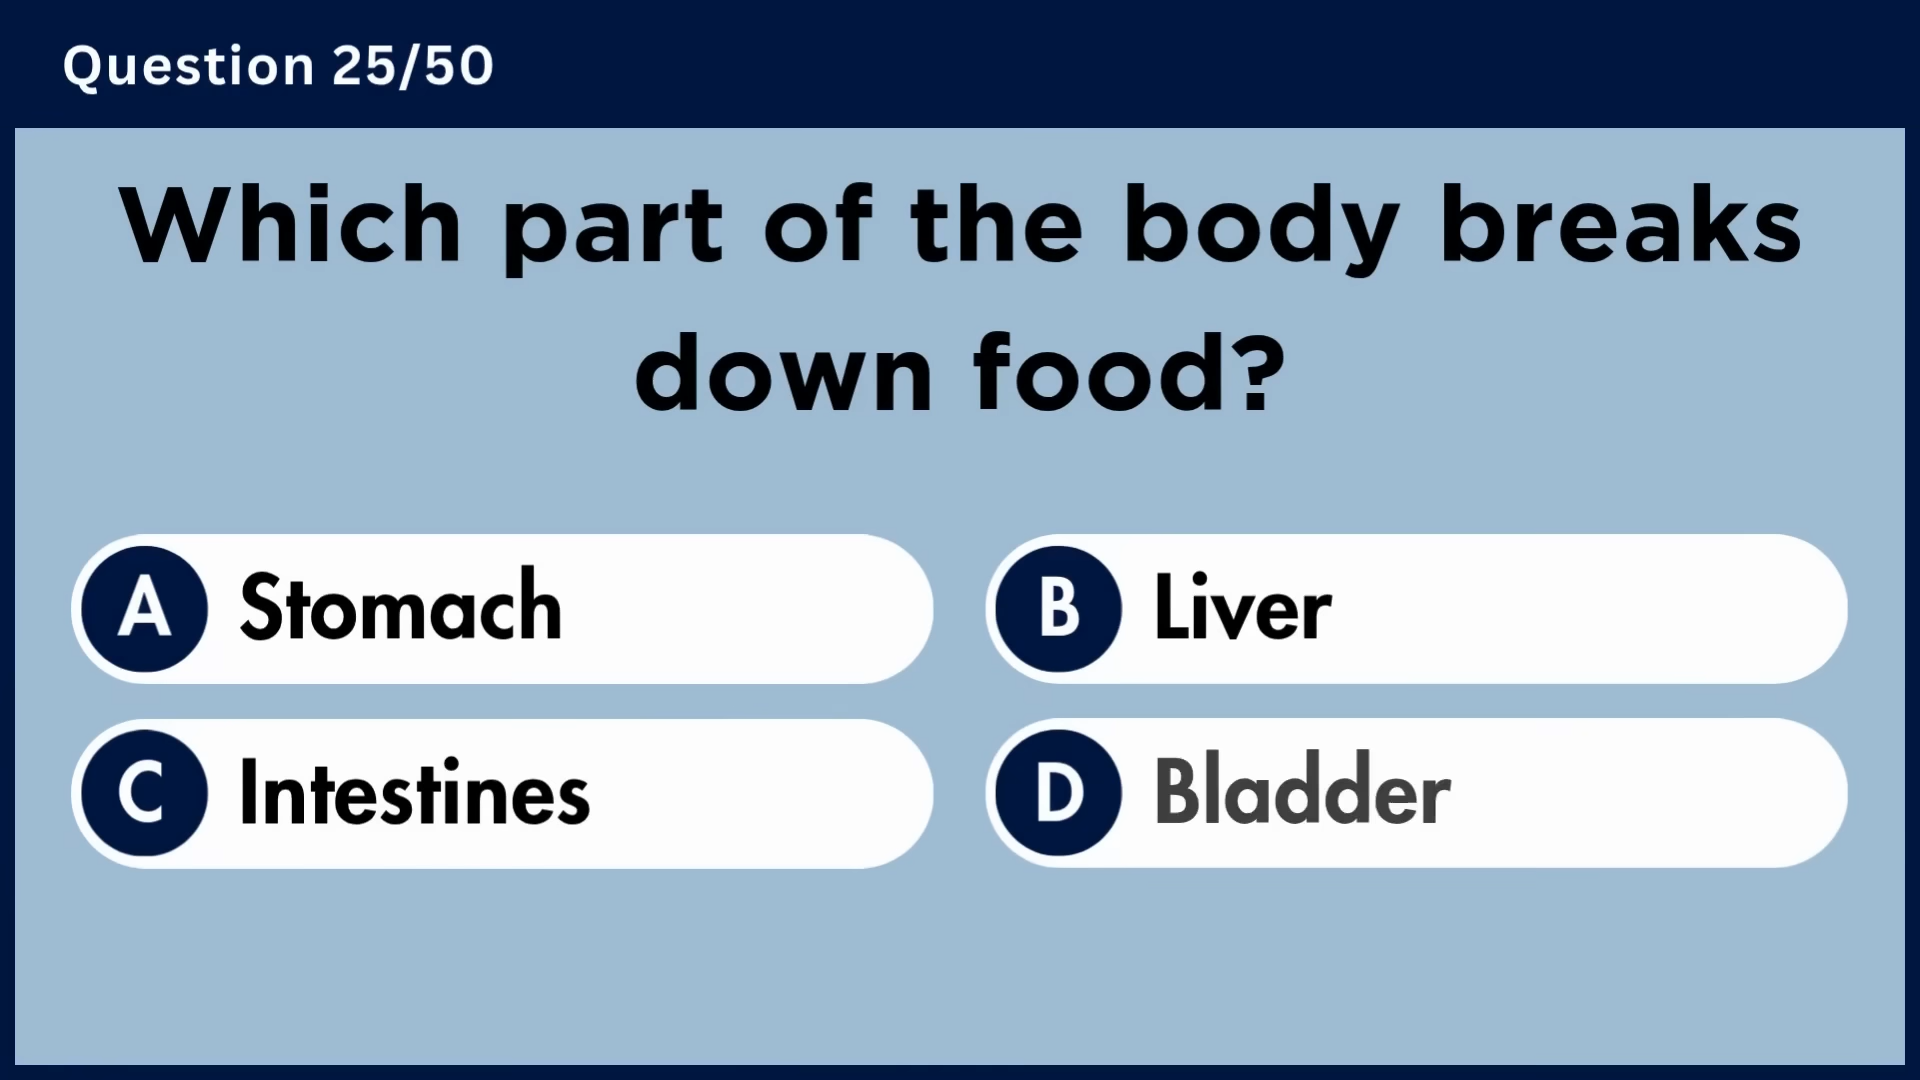 Question 25/50
Which part of the body breaks
down food?
A Stomach
B Liver
C Intestines
D Bladder